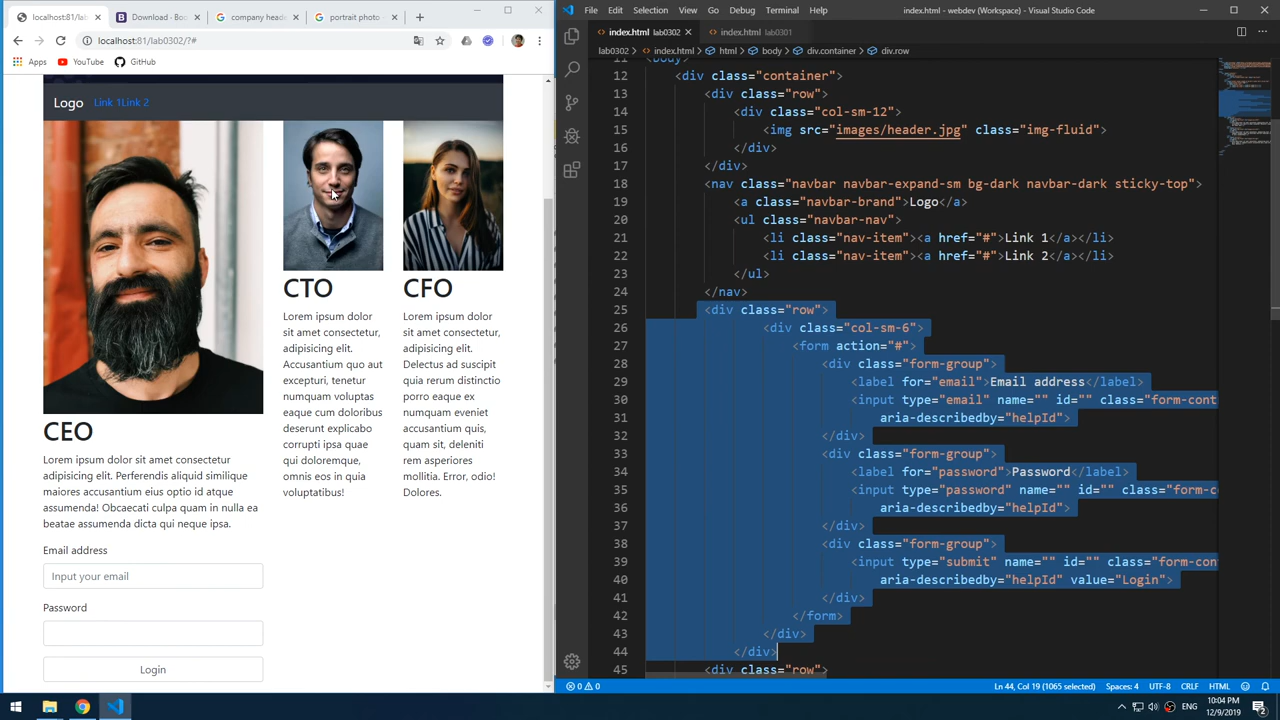 localhost:81/lab
Download - Boo
company heade
portrait photo -
localhost:81/lab0302/?#
Apps YouTube GitHub
Logo Link 1Link 2
CEO
Lorem ipsum dolor sit amet consectetur
adipisicing elit. Perferendis aliquid similique
maiores accusantium eius optio id atque
assumenda! Obcaecati culpa quam in nulla ea
beatae assumenda dicta qui neque ipsa.
CTO
Lorem ipsum dolor
sit amet consectetur,
adipisicing elit.
Accusantium quo aut
excepturi, tenetur
numquam voluptas
eaque cum doloribus
deserunt explicabo
corrupti ipsa quae
qui doloremque,
omnis eos in quia
voluptatibus!
CFO
Lorem ipsum dolor
sit amet consectetur,
adipisicing elit.
Delectus ad suscipit
quia rerum distinctio
porro eaque ex
numquam eveniet
accusantium quis,
quam sit, deleniti
rem asperiores
mollitia. Error, odio!
Dolores.
Email address
Input your email
Password
Login
File Edit Selection View Go Debug Terminal Help index.html - webdev (Workspace) - Visual Studio Code
index.html lab0302 index.html lab0301
lab0302 > index.html > html > body > div.container > div.row
11 <body>
12 <div class="container">
13 <div class="row">
14 <div class="col-sm-12">
15 <img src="images/header.jpg" class="img-fluid">
16 </div>
17 </div>
18 <nav class="navbar navbar-expand-sm bg-dark navbar-dark sticky-top">
19 <a class="navbar-brand">Logo</a>
20 <ul class="navbar-nav">
21 <li class="nav-item"><a href="#">Link 1</a></li>
22 <li class="nav-item"><a href="#">Link 2</a></li>
23 </ul>
24 </nav>
25 <div class="row">
26 <div class="col-sm-6">
27 <form action="#">
28 <div class="form-group">
29 <label for="email">Email address</label>
30 <input type="email" name="" id="" class="form-cont
31 aria-describedby="helpId">
32 </div>
33 <div class="form-group">
34 <label for="password">Password</label>
35 <input type="password" name="" id="" class="form-c
36 aria-describedby="helpId">
37 </div>
38 <div class="form-group">
39 <input type="submit" name="" id="" class="form-con
40 aria-describedby="helpId" value="Login">
41 </div>
42 </form>
43 </div>
44 </div>
45 <div class="row">
0 0 Ln 44, Col 19 (1065 selected) Spaces: 4 UTF-8 CRLF HTML
ENG 10:04 PM
12/9/2019
2